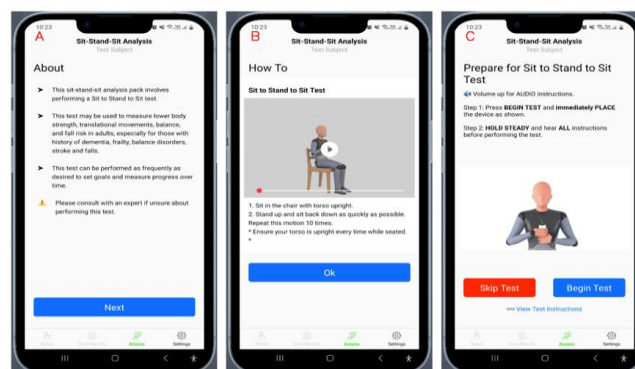 10:23
A
Sit-Stand-Sit Analysis
Test Subject
About
➤ This sit-stand-sit analysis pack involves
performing a Sit to Stand to Sit test.
➤ This test may be used to measure lower body
strength, translational movements, balance,
and fall risk in adults, especially for those with
history of dementia, frailty, balance disorders,
stroke and falls.
➤ This test can be performed as frequently as
desired to set goals and measure progress over
time.
Please consult with an expert if unsure about
performing this test.
Next
Assess
Settings
10:23
B
Sit-Stand-Sit Analysis
Test Subject
How To
Sit to Stand to Sit Test
1. Sit in the chair with torso upright.
2. Stand up and sit back down as quickly as possible.
Repeat this motion 10 times.
* Ensure your torso is upright every time while seated.
*
Ok
Assess
Settings
10:23
C
Sit-Stand-Sit Analysis
Test Subject
Prepare for Sit to Stand to Sit
Test
Volume up for AUDIO instructions.
Step 1: Press BEGIN TEST and immediately PLACE
the device as shown.
Step 2: HOLD STEADY and hear ALL instructions
before performing the test.
Skip Test
Begin Test
View Test Instructions
Assess
Settings